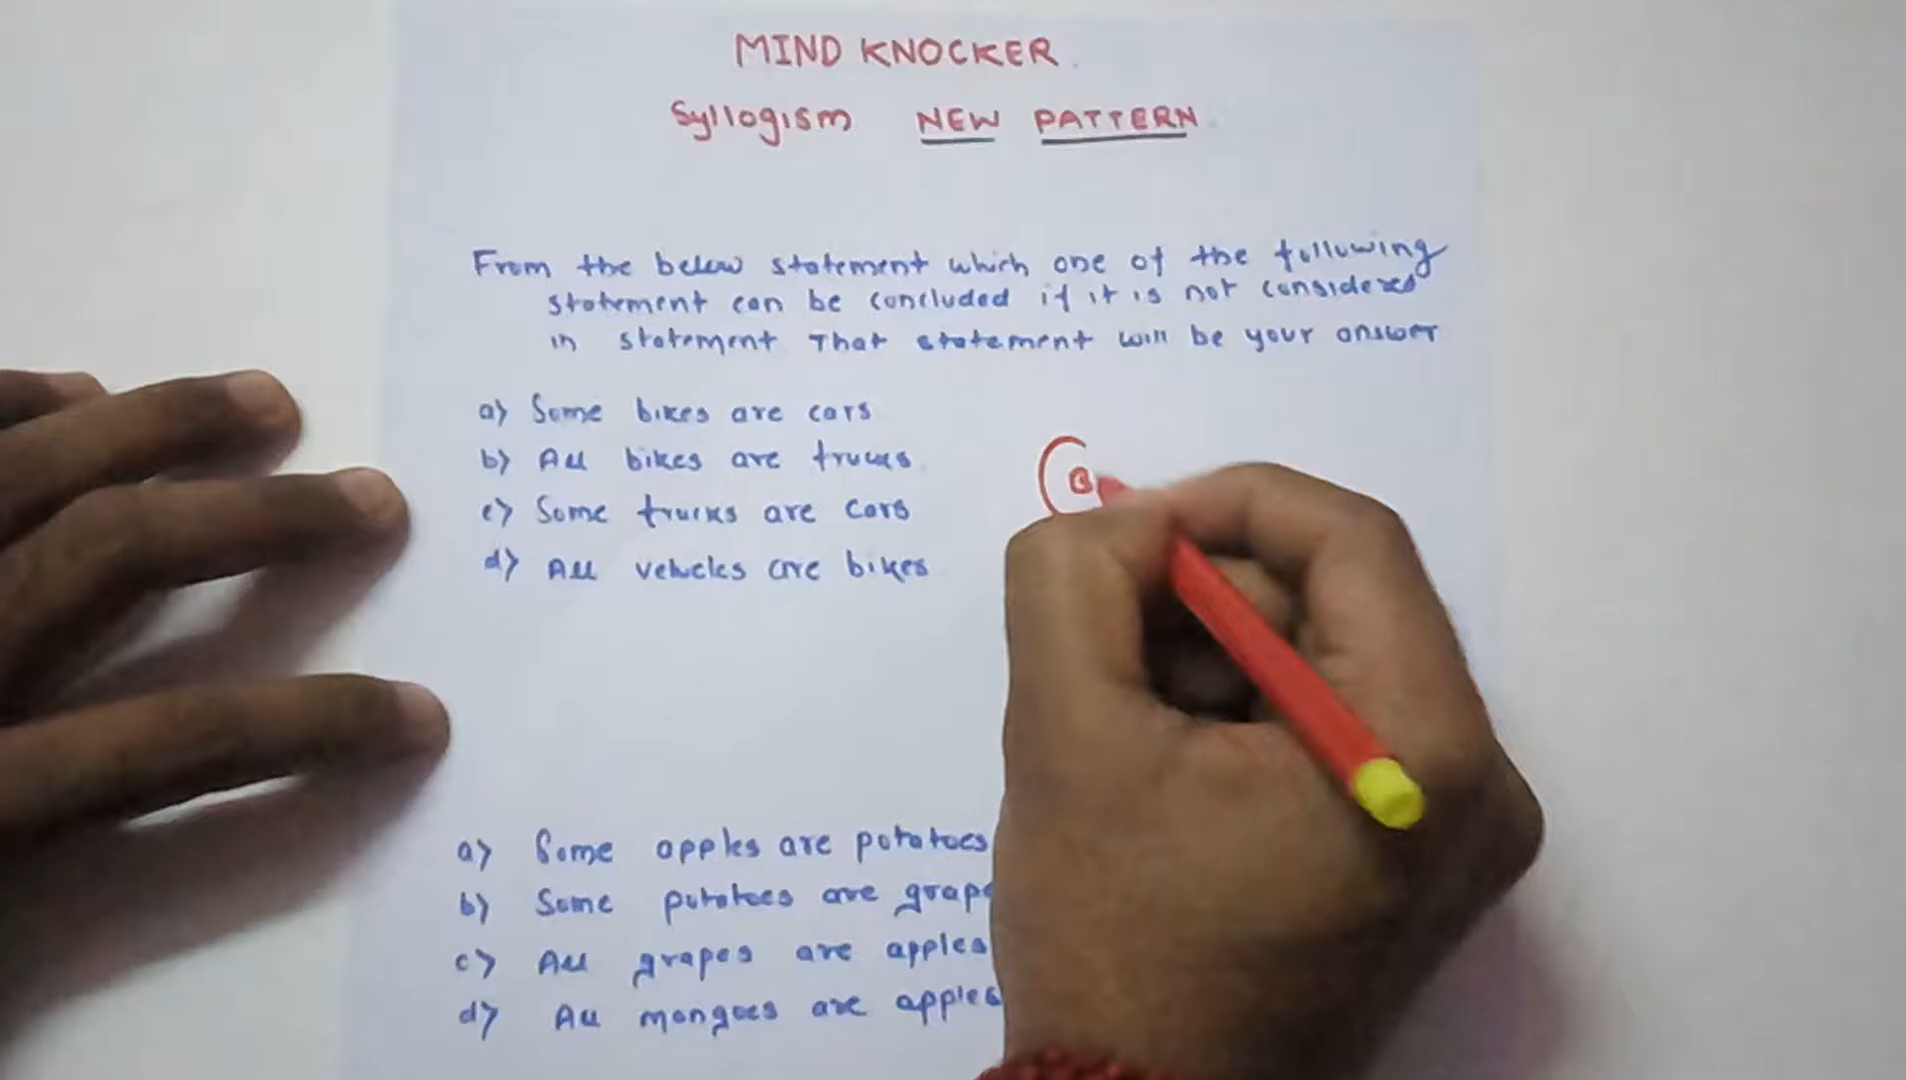 MIND KNOCKER
Syllogism NEW PATTERN
From the below statement which one of the following
statement can be concluded if it is not considered
in statement That statement will be your answer
a) Some bikes are cars
b) All bikes are trucks
c) Some trucks are cars
d) All vehicles are bikes
B
a) Some apples are potatoes
b) Some potatoes are grape
c) All grapes are apples
d) All mangoes are apples